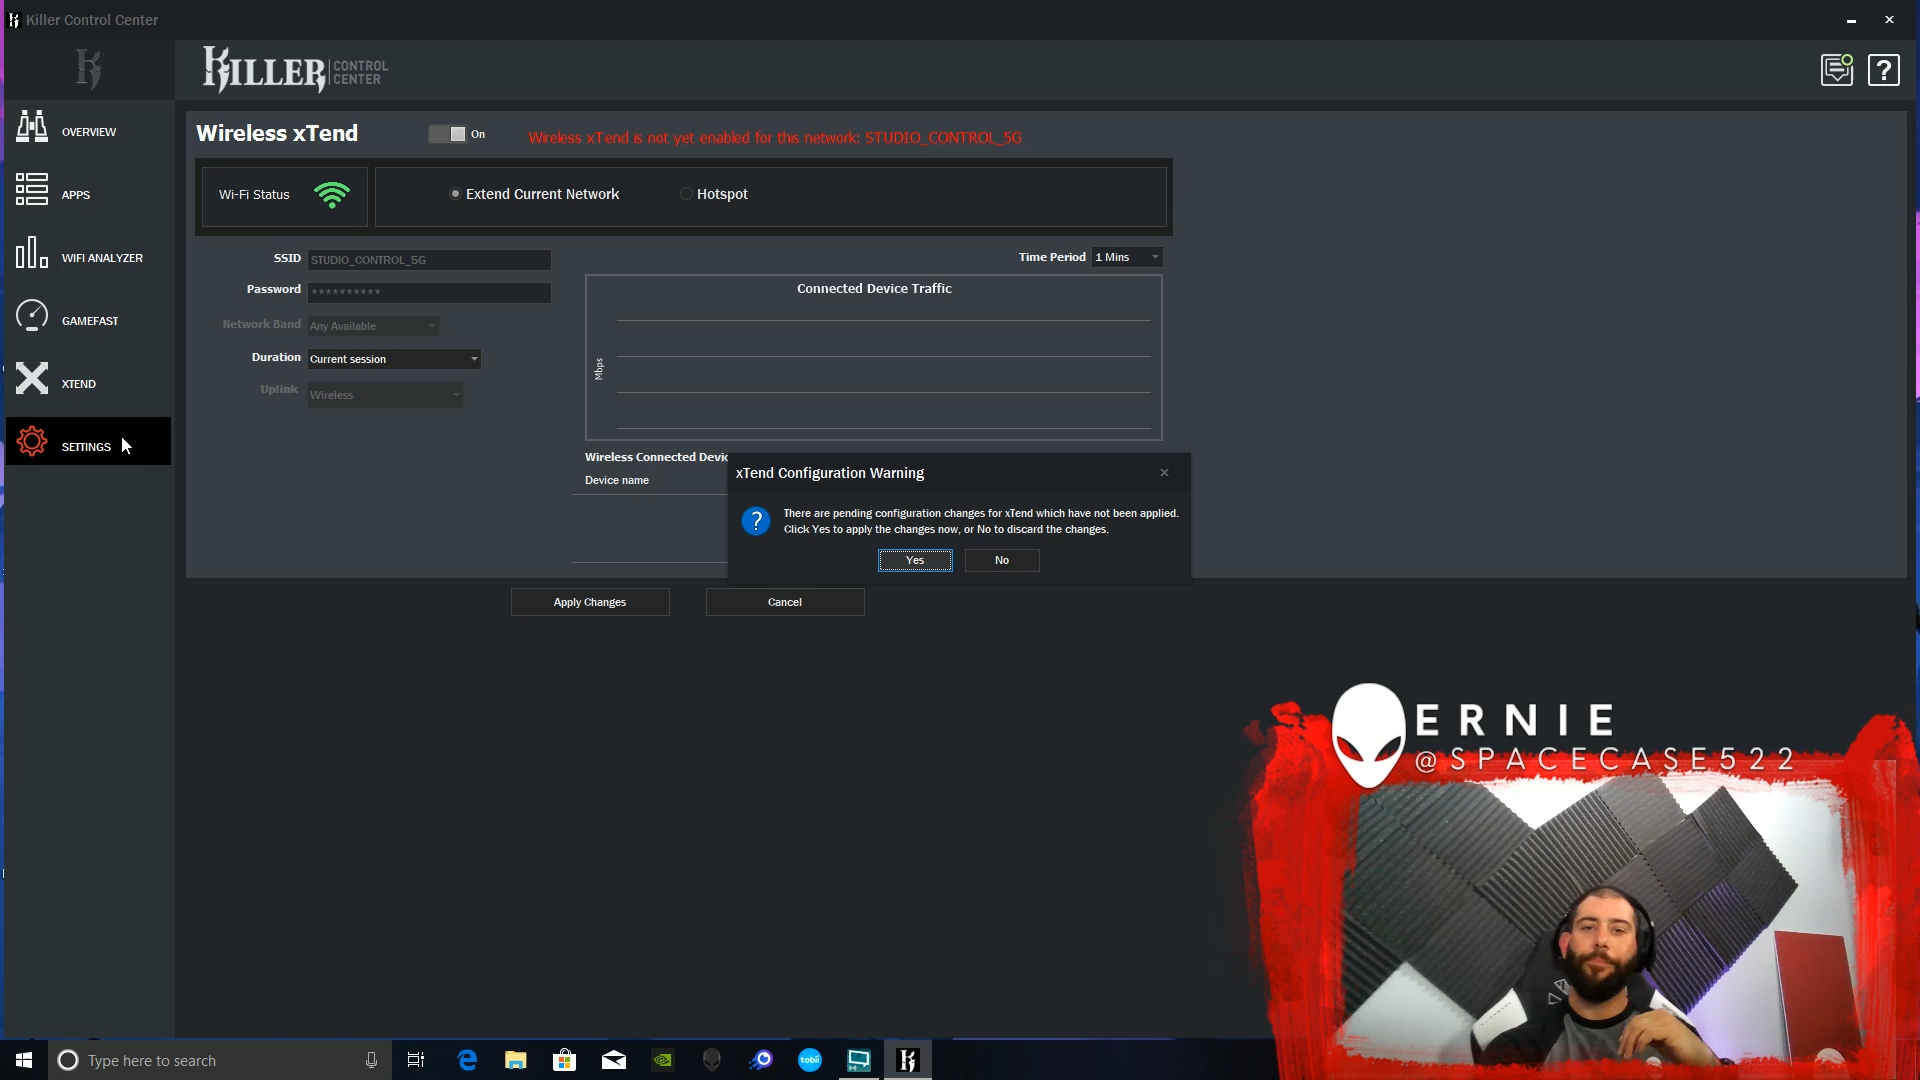 Killer Control Center
KILLER CONTROL CENTER
?
OVERVIEW
APPS
WIFI ANALYZER
GAMEFAST
XTEND
SETTINGS
Wireless xTend
On
Wireless xTend is not yet enabled for this network: STUDIO_CONTROL_5G
Wi-Fi Status
Extend Current Network
Hotspot
SSID
STUDIO_CONTROL_5G
Password
**********
Network Band
Any Available
Duration
Current session
Uplink
Wireless
Time Period
1 Mins
Connected Device Traffic
Mbps
Wireless Connected Devic
Device name
xTend Configuration Warning
?
There are pending configuration changes for xTend which have not been applied.
Click Yes to apply the changes now, or No to discard the changes.
Yes
No
Apply Changes
Cancel
ERNIE
@SPACECASE522
Type here to search
tobii